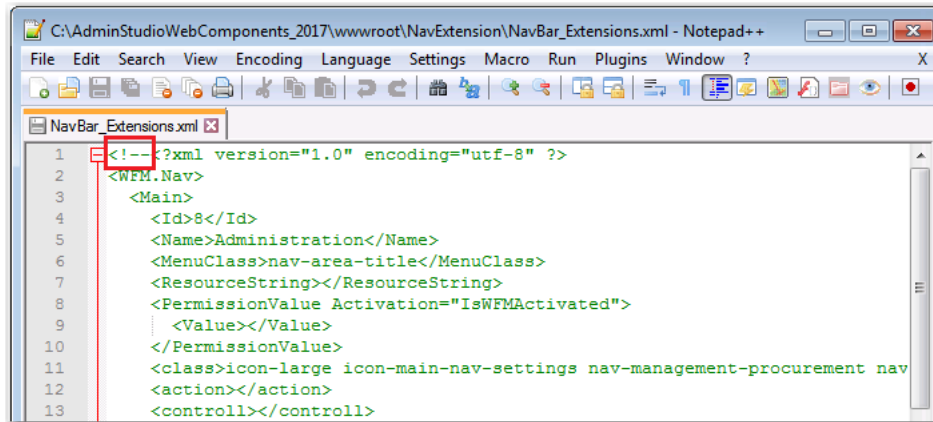 C:\AdminStudioWebComponents_2017\wwwroot\NavExtension\NavBar_Extensions.xml - Notepad++
File Edit Search View Encoding Language Settings Macro Run Plugins Window ? X
NavBar_Extensions.xml
1 <!--<?xml version="1.0" encoding="utf-8" ?>
2 <WFM.Nav>
3 <Main>
4 <Id>8</Id>
5 <Name>Administration</Name>
6 <MenuClass>nav-area-title</MenuClass>
7 <ResourceString></ResourceString>
8 <PermissionValue Activation="IsWFMActivated">
9 <Value></Value>
10 </PermissionValue>
11 <class>icon-large icon-main-nav-settings nav-management-procurement nav
12 <action></action>
13 <controll></controll>